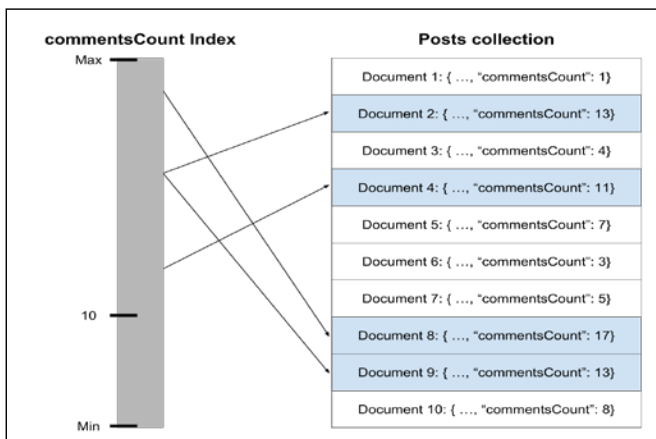 commentsCount Index
Max
10
Min
Posts collection
Document 1: { …, “commentsCount”: 1}
Document 2: { …, “commentsCount”: 13}
Document 3: { …, “commentsCount”: 4}
Document 4: { …, “commentsCount”: 11}
Document 5: { …, “commentsCount”: 7}
Document 6: { …, “commentsCount”: 3}
Document 7: { …, “commentsCount”: 5}
Document 8: { …, “commentsCount”: 17}
Document 9: { …, “commentsCount”: 13}
Document 10: { …, “commentsCount”: 8}